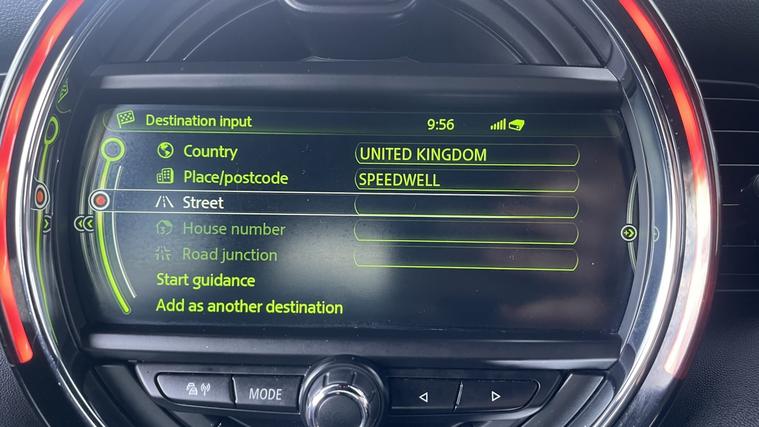 Destination input 9:56
Country UNITED KINGDOM
Place/postcode SPEEDWELL
Street
House number
Road junction
Start guidance
Add as another destination
MODE